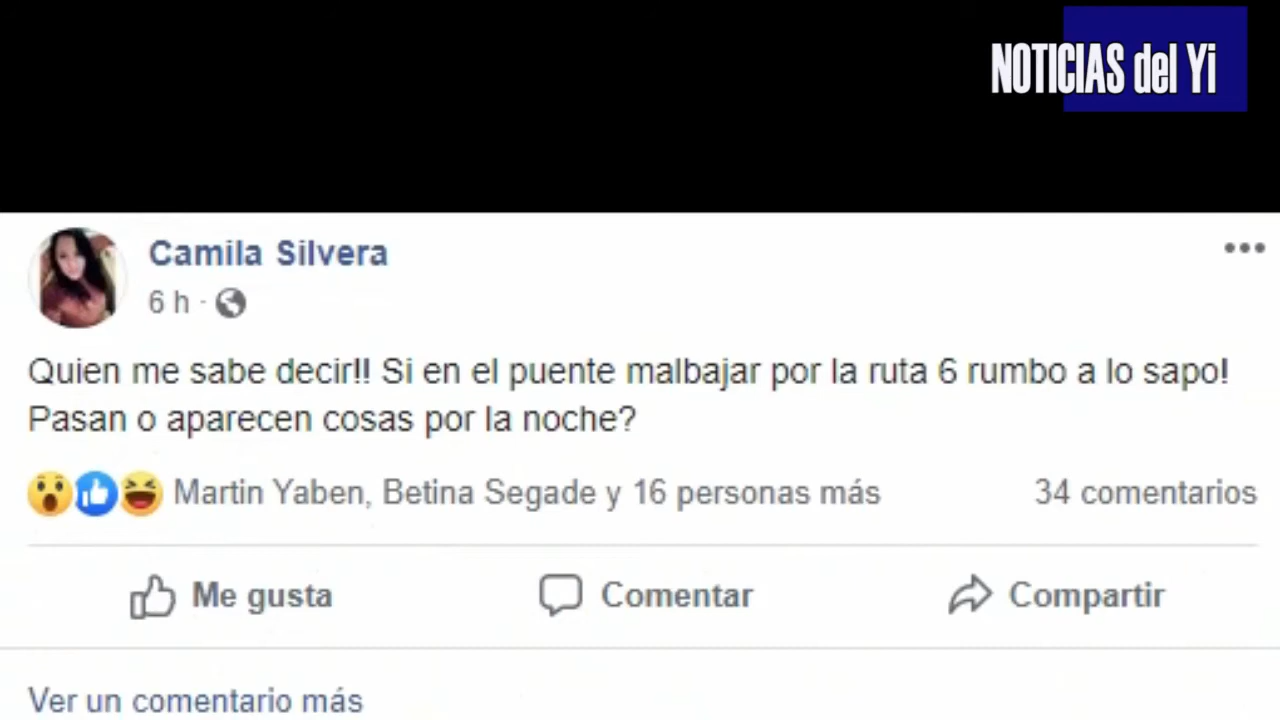 NOTICIAS del Yi
Camila Silvera
6 h ·
Quien me sabe decir!! Si en el puente malbajar por la ruta 6 rumbo a lo sapo!
Pasan o aparecen cosas por la noche?
Martin Yaben, Betina Segade y 16 personas más 34 comentarios
Me gusta Comentar Compartir
Ver un comentario más